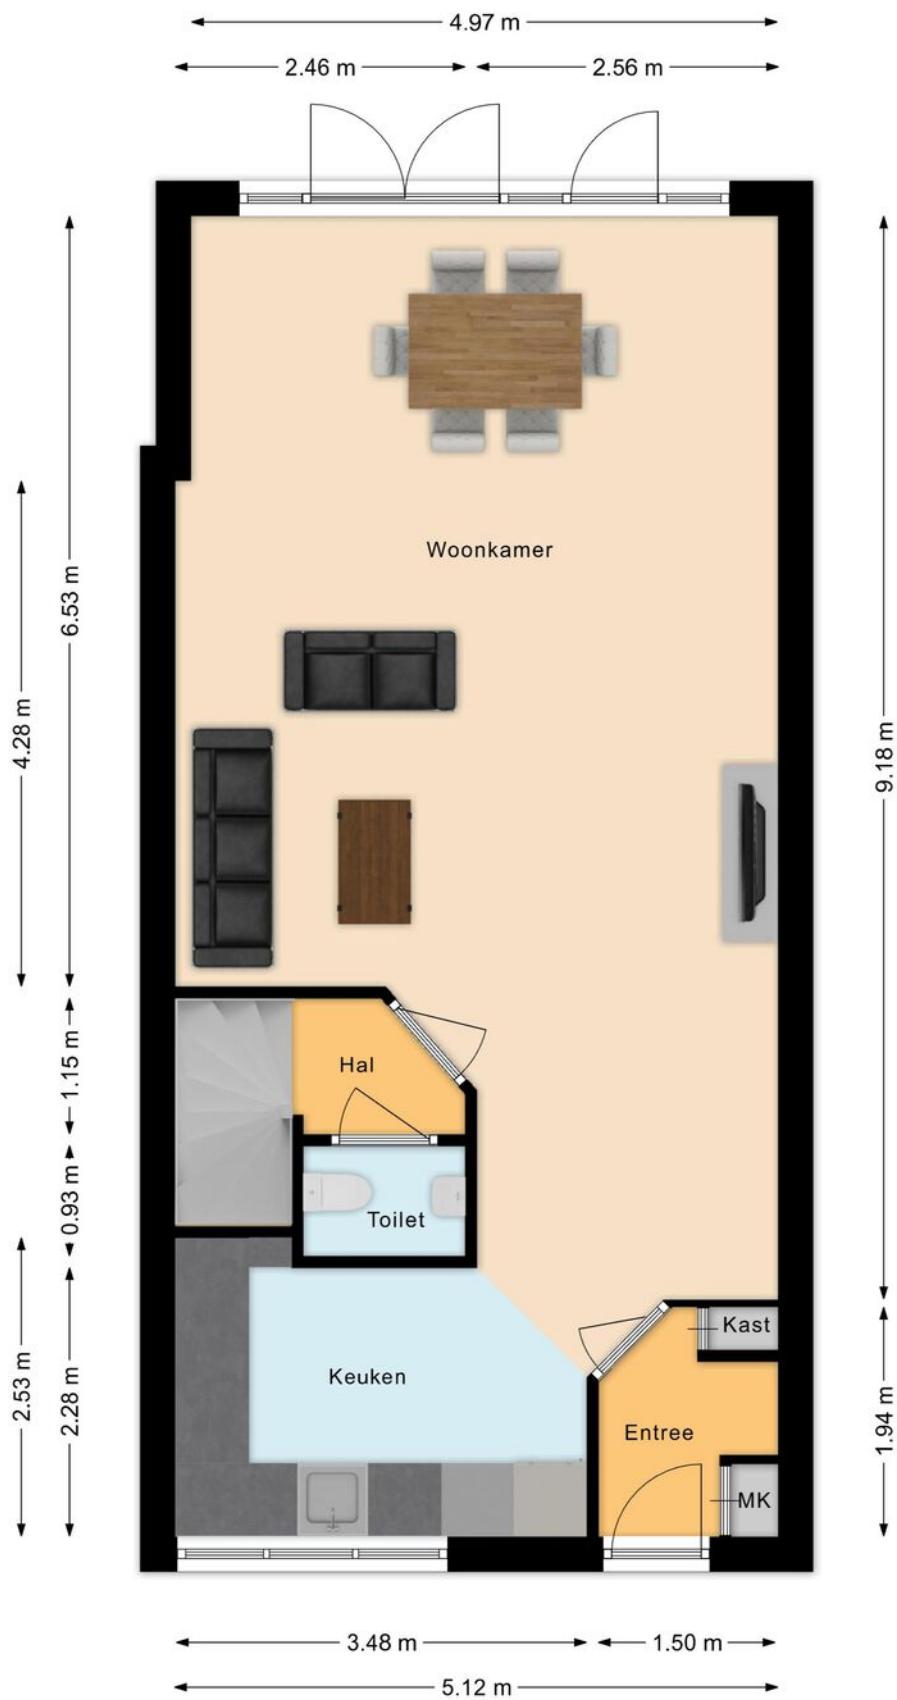 4.97 m
2.46 m
2.56 m
6.53 m
4.28 m
9.18 m
Woonkamer
1.15 m
Hal
0.93 m
Toilet
Kast
2.53 m
2.28 m
Keuken
Entree
1.94 m
MK
3.48 m
1.50 m
5.12 m